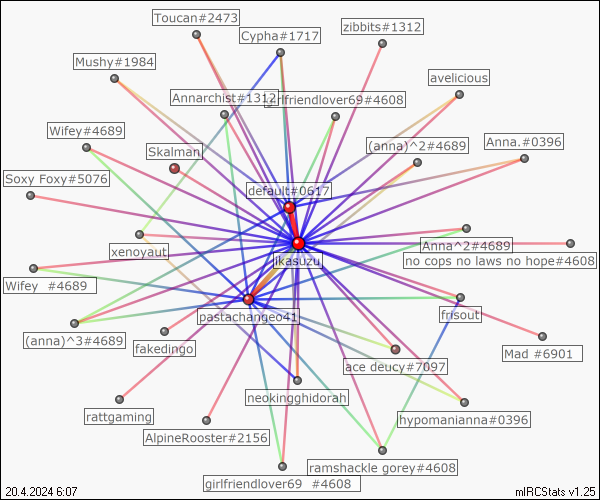 Toucan#2473
Cypha#1717
zibbits#1312
Mushy#1984
avelicious
Annarchist#1312
girlfriendlover69#4608
Wifey#4689
(anna)^2#4689
Anna.#0396
Skalman
Soxy Foxy#5076
default#0617
xenoyaut
Anna^2#4689
jikasuzu
no cops no laws no hope#4608
Wifey #4689
pastachangeo41
frisout
(anna)^3#4689
fakedingo
Mad #6901
ace deucy#7097
neokingghidorah
rattgaming
hypomanianna#0396
AlpineRooster#2156
ramshackle gorey#4608
girlfriendlover69 #4608
20.4.2024 6:07
mIRCStats v1.25